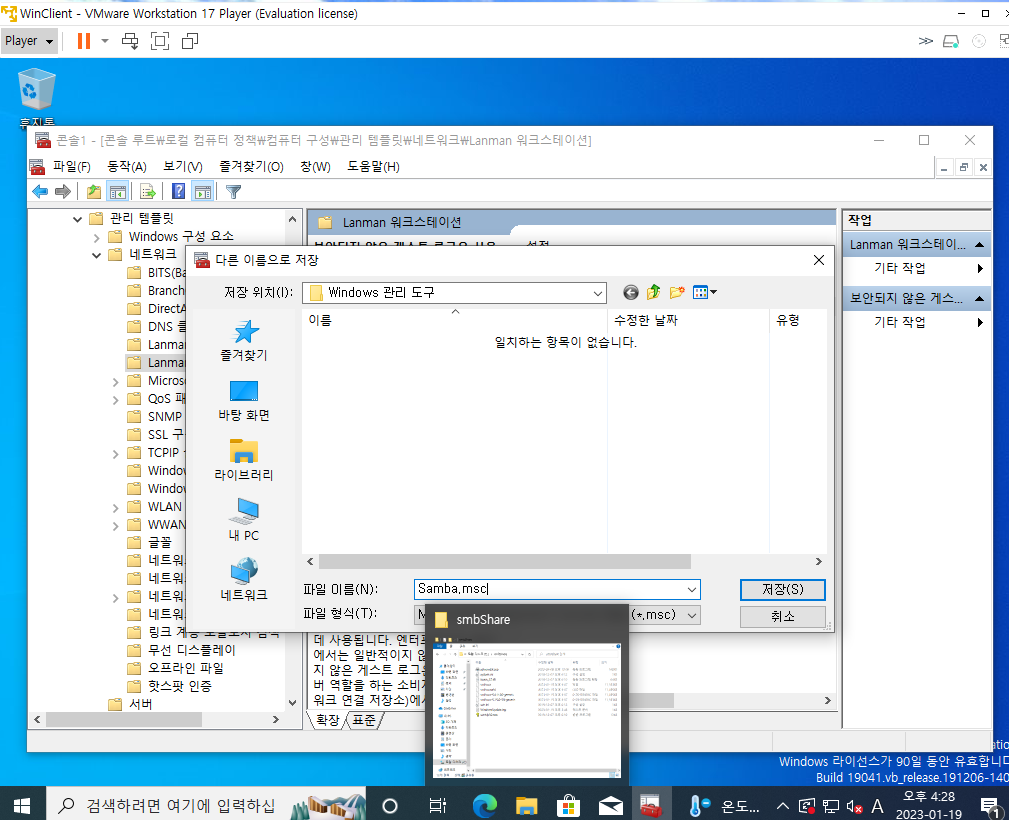 WinClient - VMware Workstation 17 Player (Evaluation license)
Player
휴지통
콘솔1 - [콘솔 루트₩로컬 컴퓨터 정책₩컴퓨터 구성₩관리 템플릿₩네트워크₩Lanman 워크스테이션]
파일(F) 동작(A) 보기(V) 즐겨찾기(O) 창(W) 도움말(H)
관리 템플릿
Windows 구성 요소
네트워크
BITS(Ba
Branch
DirectA
DNS 클
Lanman
Lanman
Micros
QoS 패
SNMP
SSL 구
TCPIP
Window
Window
WLAN
WWAN
글꼴
네트워
네트워
네트워
네트워
링크 계층 토폴로지 검색
무선 디스플레이
오프라인 파일
핫스팟 인증
서버
Lanman 워크스테이션
보안되지 않은 게스트 로그온 사용
설정
작업
Lanman 워크스테이...
기타 작업
보안되지 않은 게스...
기타 작업
다른 이름으로 저장
저장 위치(I):
Windows 관리 도구
이름
수정한 날짜
유형
일치하는 항목이 없습니다.
즐겨찾기
바탕 화면
라이브러리
내 PC
네트워크
파일 이름(N):
Samba.msc
저장(S)
파일 형식(T):
M
(*.msc)
취소
smbShare
데 사용됩니다. 엔터프
에서는 일반적이지 않
지 않은 게스트 로그온
버 역할을 하는 소비자
워크 연결 저장소)에서
확장
표준
Windows 라이선스가 90일 동안 유효합니다
Build 19041.vb_release.191206-140
검색하려면 여기에 입력하십
온도...
A
오후 4:28
2023-01-19
1